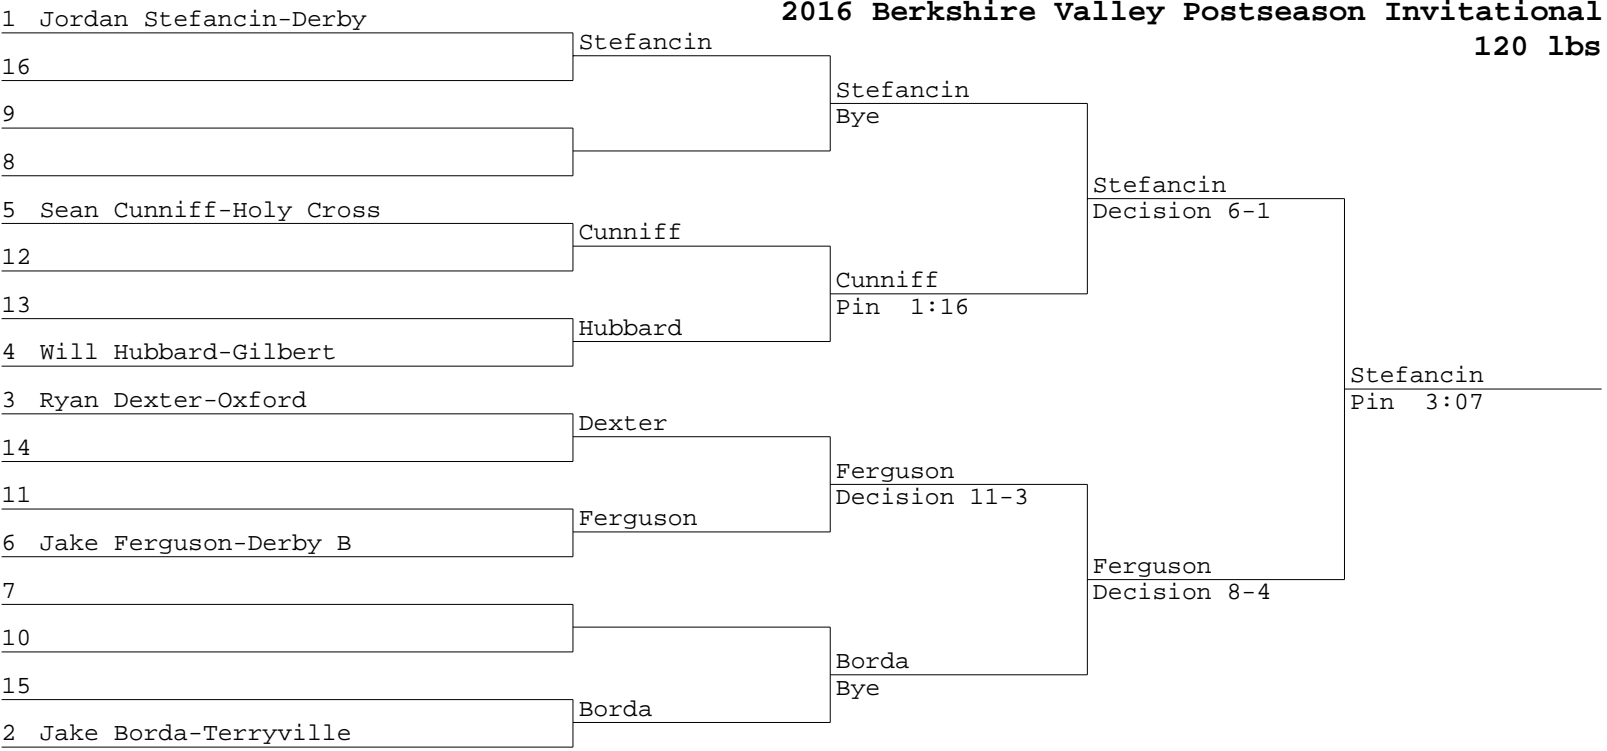 2016 Berkshire Valley Postseason Invitational
120 lbs
1 Jordan Stefancin-Derby
16
9
8
5 Sean Cunniff-Holy Cross
12
13
4 Will Hubbard-Gilbert
3 Ryan Dexter-Oxford
14
11
6 Jake Ferguson-Derby B
7
10
15
2 Jake Borda-Terryville
Stefancin
Cunniff
Hubbard
Dexter
Ferguson
Borda
Stefancin
Bye
Cunniff
Pin 1:16
Ferguson
Decision 11-3
Borda
Bye
Stefancin
Decision 6-1
Ferguson
Decision 8-4
Stefancin
Pin 3:07